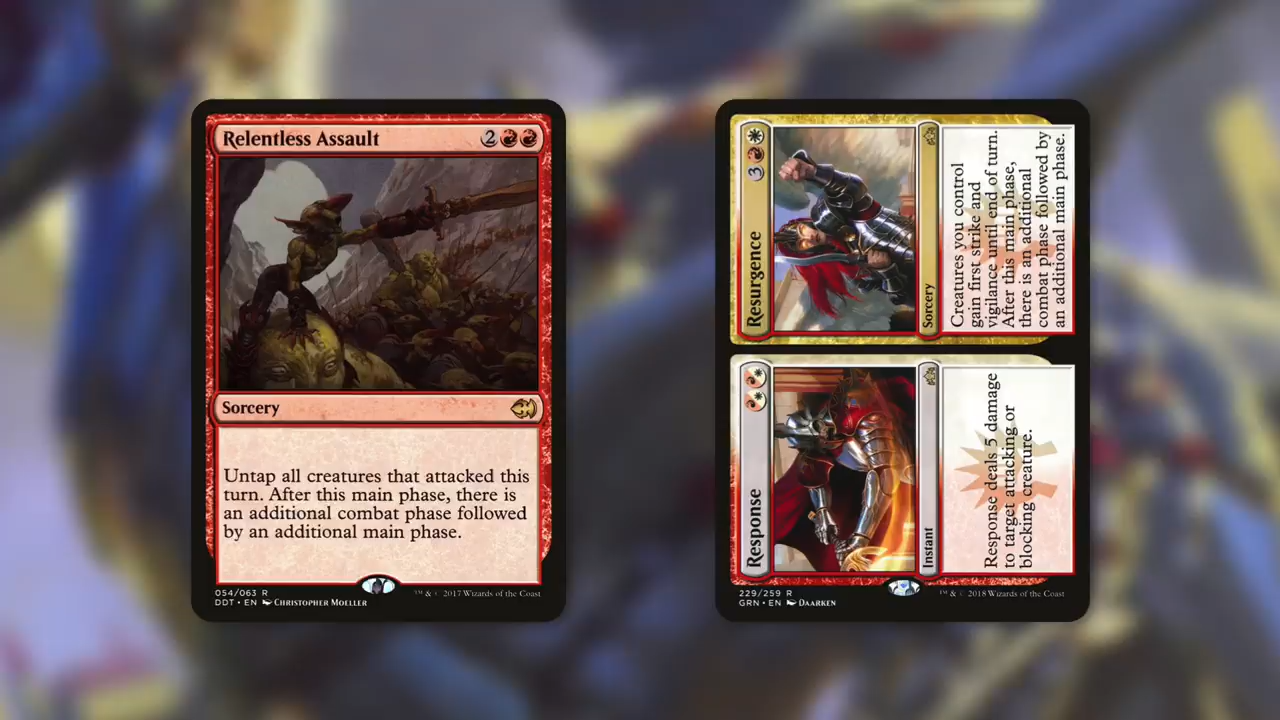 Relentless Assault 2
Sorcery
Untap all creatures that attacked this
turn. After this main phase, there is
an additional combat phase followed
by an additional main phase.
054/063 R
DDT • EN Christopher Moeller
™ & © 2017 Wizards of the Coast
Response
Instant
Response deals 5 damage
to target attacking or
blocking creature.
Resurgence 3
Sorcery
Creatures you control
gain first strike and
vigilance until end of turn.
After this main phase,
there is an additional
combat phase followed by
an additional main phase.
229/259 R
GRN • EN Daarken
™ & © 2018 Wizards of the Coast